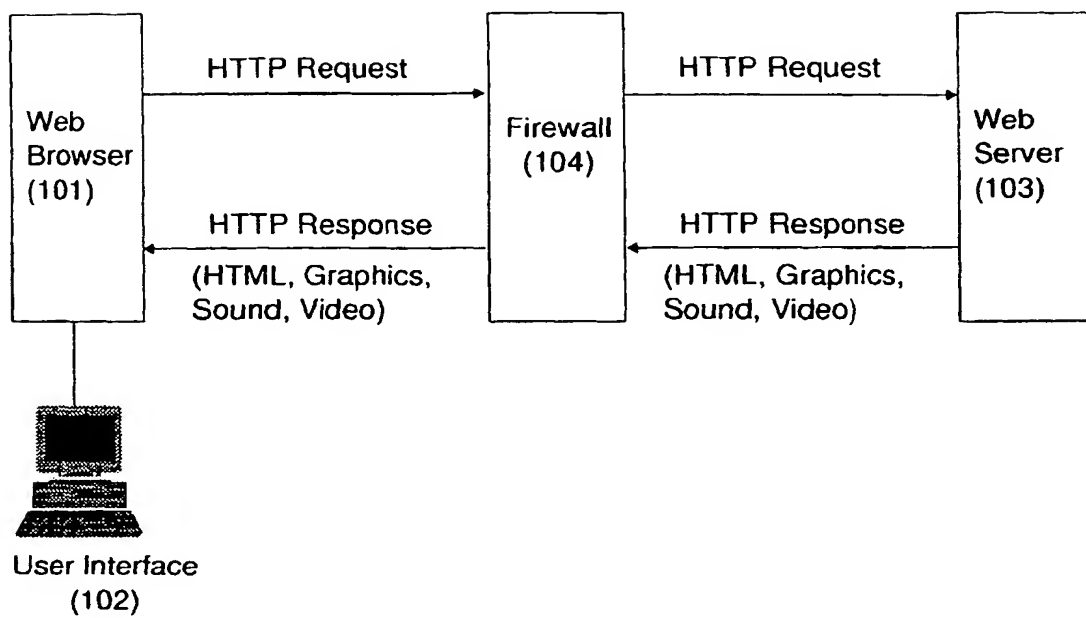 HTTP Request
HTTP Request
Web
Browser
(101)
Firewall
(104)
Web
Server
(103)
HTTP Response
(HTML, Graphics,
Sound, Video)
HTTP Response
(HTML, Graphics,
Sound, Video)
User Interface
(102)